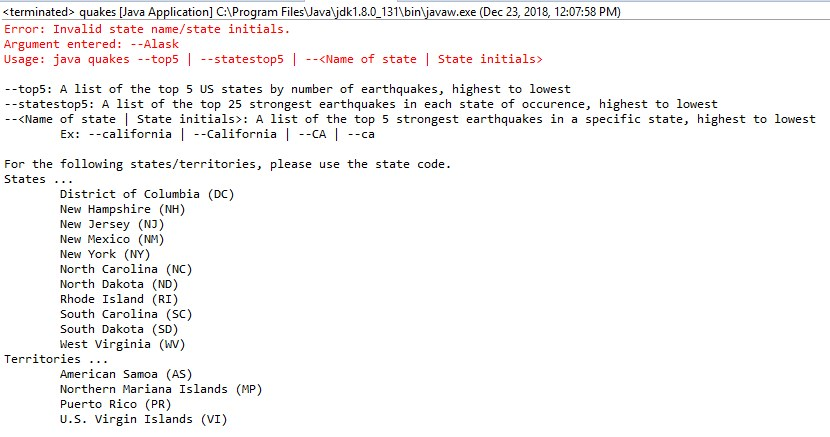 <terminated> quakes [Java Application] C:\Program Files\Java\jdk1.8.0_131\bin\javaw.exe (Dec 23, 2018, 12:07:58 PM)
Error: Invalid state name/state initials.
Argument entered: --Alask
Usage: java quakes --top5 | --statestop5 | --<Name of state | State initials>
--top5: A list of the top 5 US states by number of earthquakes, highest to lowest
--statestop5: A list of the top 25 strongest earthquakes in each state of occurence, highest to lowest
--<Name of state | State initials>: A list of the top 5 strongest earthquakes in a specific state, highest to lowest
Ex: --california | --California | --CA | --ca
For the following states/territories, please use the state code.
States ...
District of Columbia (DC)
New Hampshire (NH)
New Jersey (NJ)
New Mexico (NM)
New York (NY)
North Carolina (NC)
North Dakota (ND)
Rhode Island (RI)
South Carolina (SC)
South Dakota (SD)
West Virginia (WV)
Territories ...
American Samoa (AS)
Northern Mariana Islands (MP)
Puerto Rico (PR)
U.S. Virgin Islands (VI)